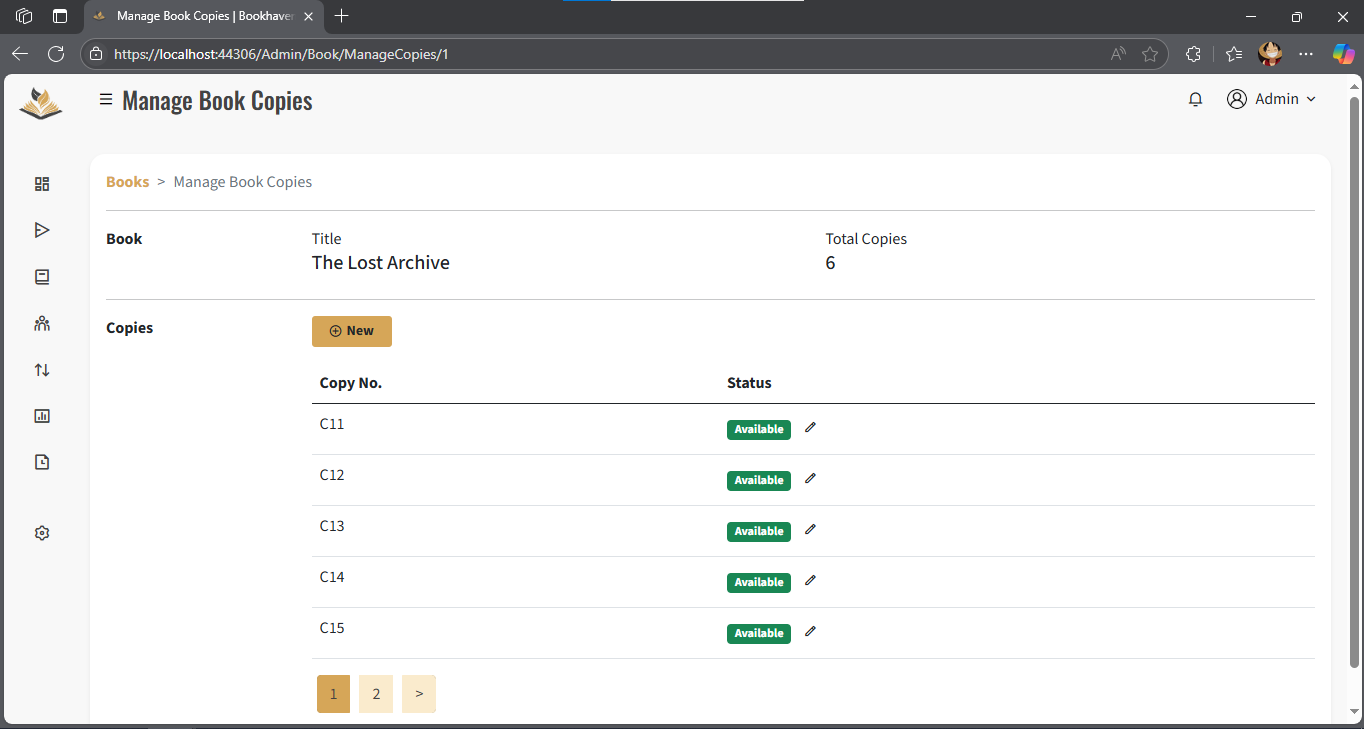 Manage Book Copies | Bookhaven
https://localhost:44306/Admin/Book/ManageCopies/1
Manage Book Copies
Admin
Books > Manage Book Copies
Book
Title
Total Copies
The Lost Archive
6
Copies
New
Copy No. Status
C11 Available
C12 Available
C13 Available
C14 Available
C15 Available
1 2 >